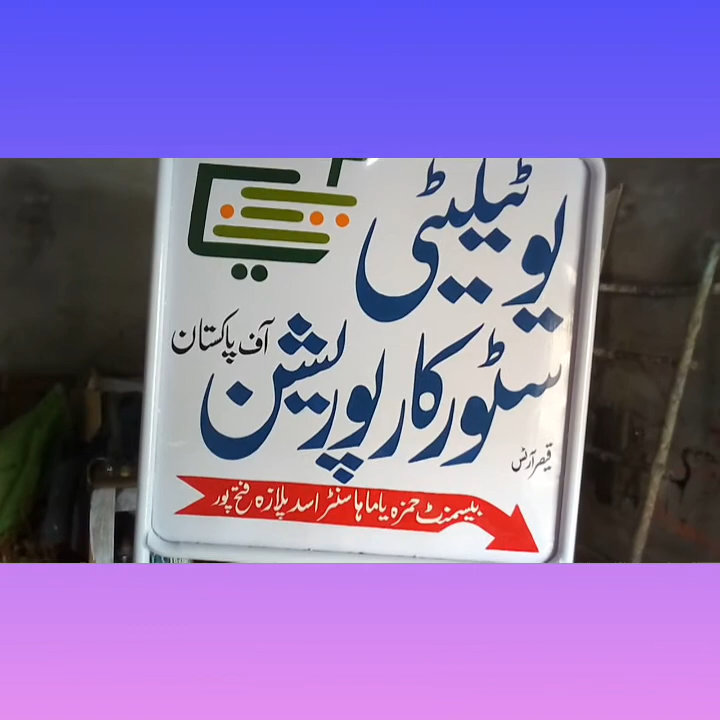 یوٹیلیٹی
سٹور کارپوریشن
آف پاکستان
قیصر آرٹس
بیسمنٹ حمزہ یاماہا سنٹر اسد پلازہ فتح پور